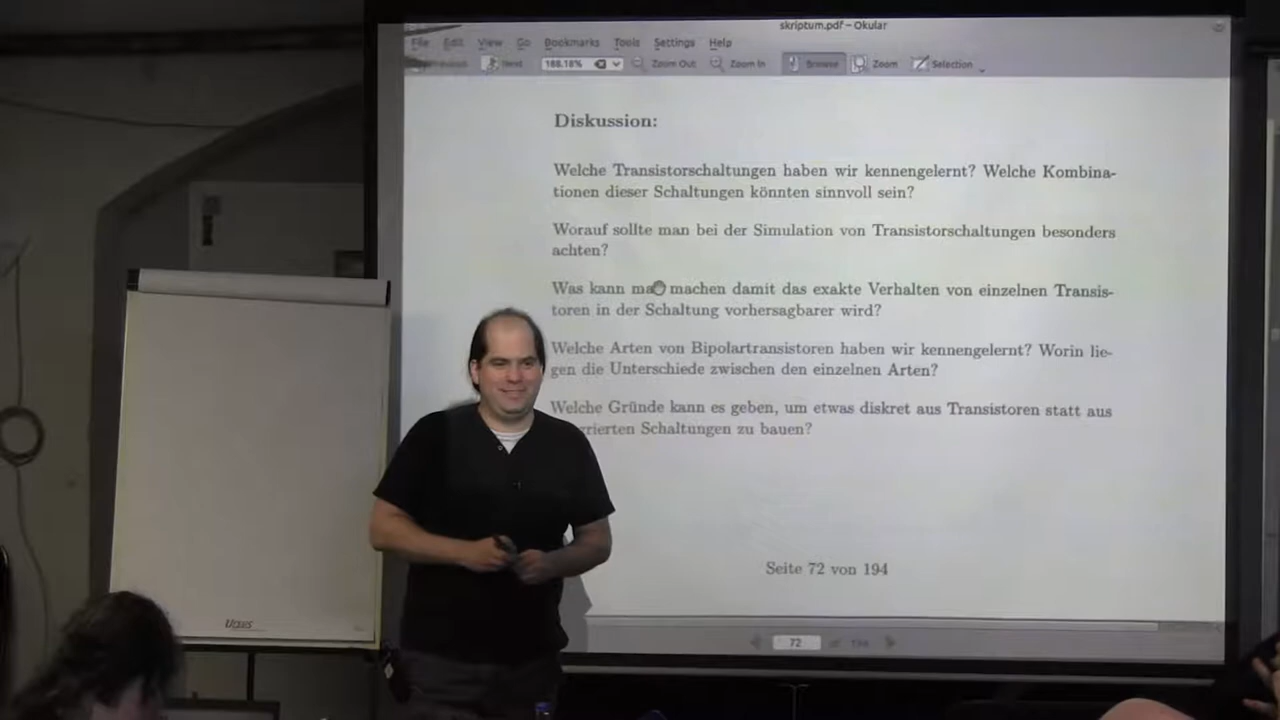 skriptum.pdf – Okular
File Edit View Go Bookmarks Tools Settings Help
Next 188.18% Zoom Out Zoom In Browse Zoom Selection
Diskussion:
Welche Transistorschaltungen haben wir kennengelernt? Welche Kombina-
tionen dieser Schaltungen könnten sinnvoll sein?
Worauf sollte man bei der Simulation von Transistorschaltungen besonders
achten?
Was kann ma machen damit das exakte Verhalten von einzelnen Transis-
toren in der Schaltung vorhersagbarer wird?
Welche Arten von Bipolartransistoren haben wir kennengelernt? Worin lie-
gen die Unterschiede zwischen den einzelnen Arten?
Welche Gründe kann es geben, um etwas diskret aus Transistoren statt aus
grierten Schaltungen zu bauen?
Seite 72 von 194
72 of 194